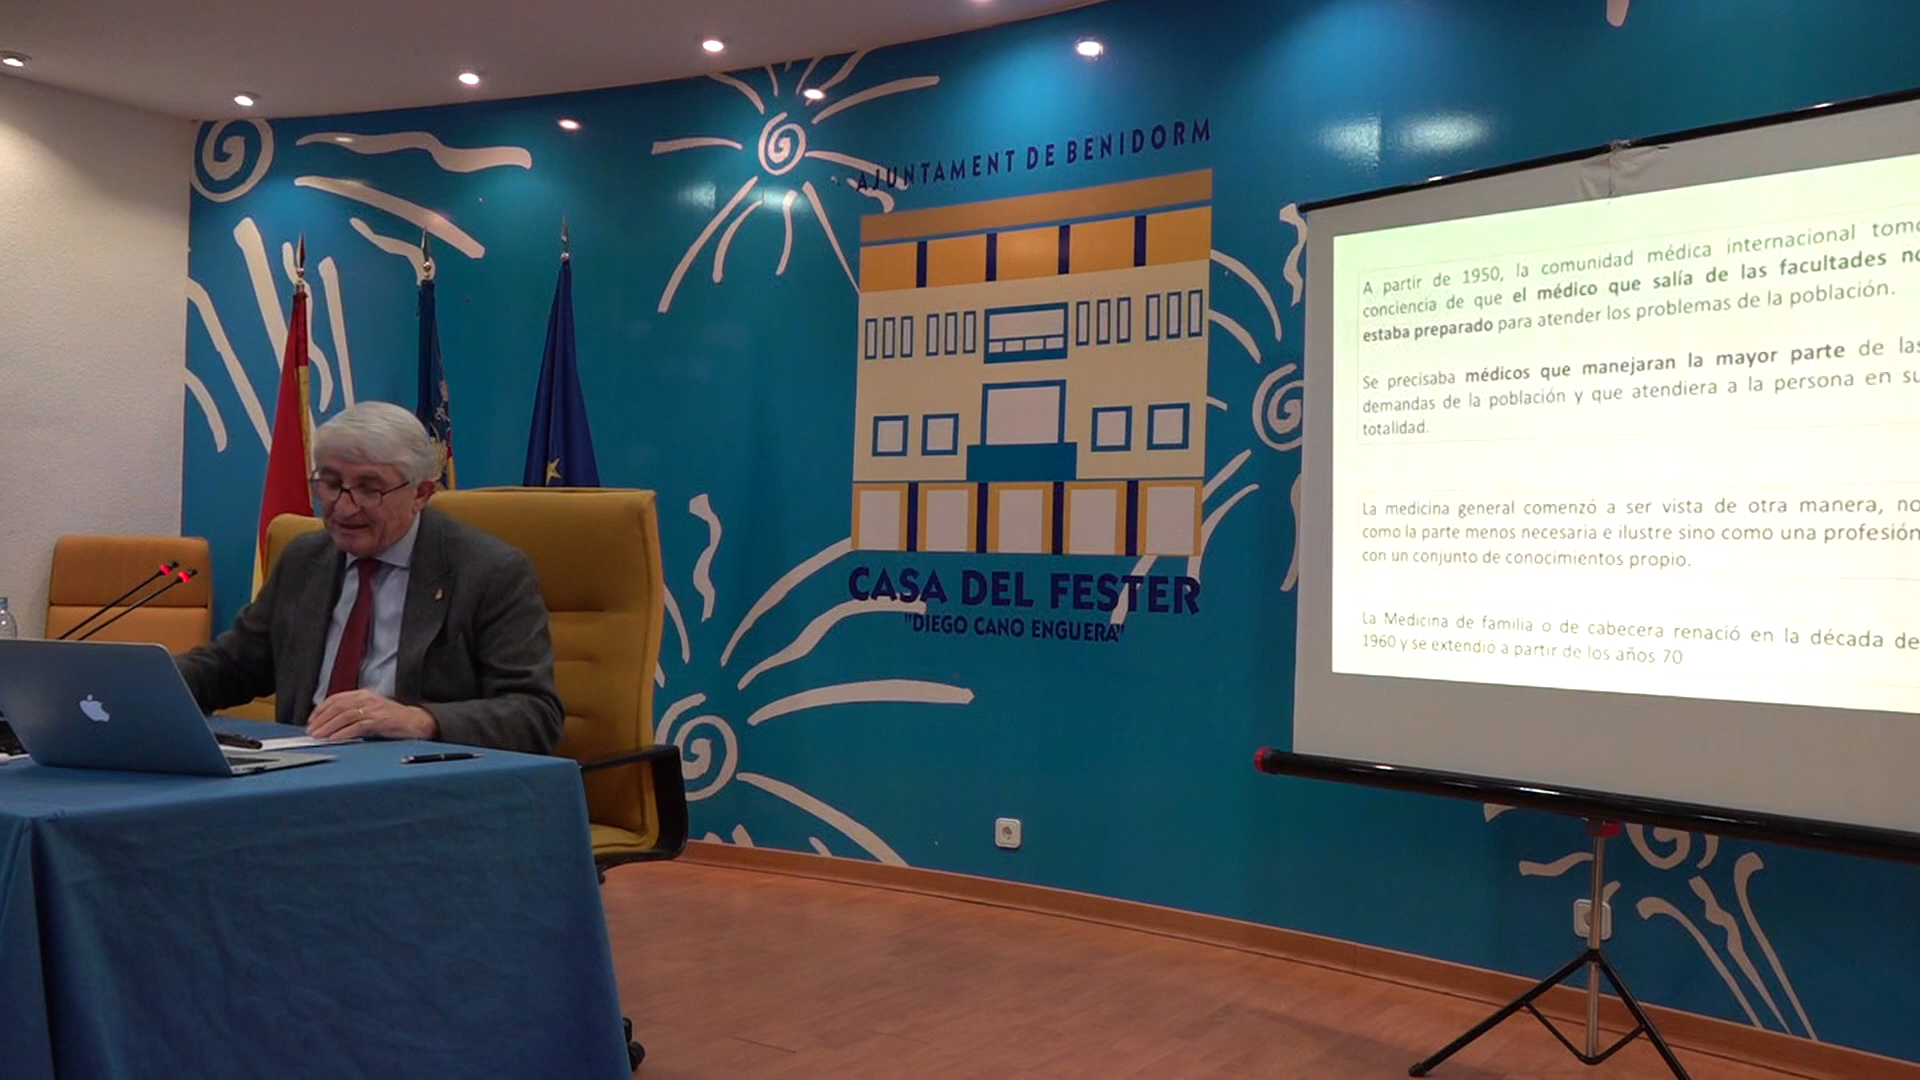 AJUNTAMENT DE BENIDORM
CASA DEL FESTER
"DIEGO CANO ENGUERA"
A partir de 1950, la comunidad médica internacional
conciencia de que el médico que salía de las facultades
estaba preparado para atender los problemas de la población.
Se precisaba médicos que manejaran la mayor parte de
demandas de la población y que atendiera a la persona en
totalidad.
La medicina general comenzó a ser vista de otra manera, no
como la parte menos necesaria e ilustre sino como una profesión
con un conjunto de conocimientos propio.
La Medicina de familia o de cabecera renació en la década de
1960 y se extendió a partir de los años 70